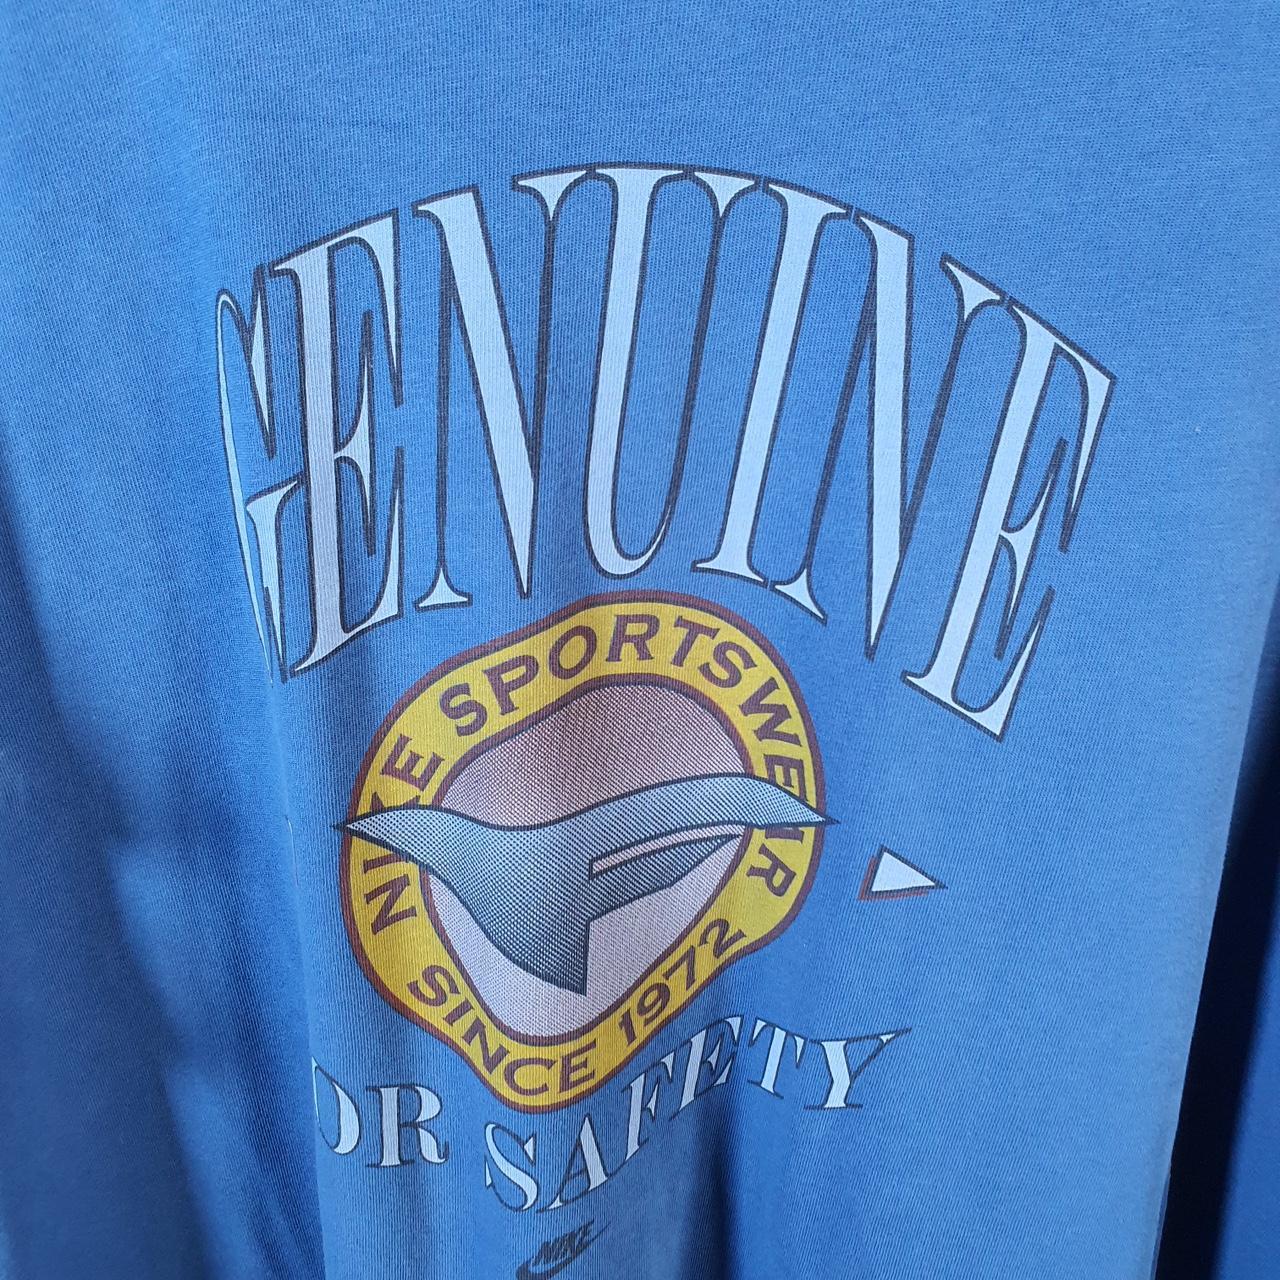 GENUINE
NIKE SPORTSWEAR
SINCE 1972
OR SAFETY
NIKE